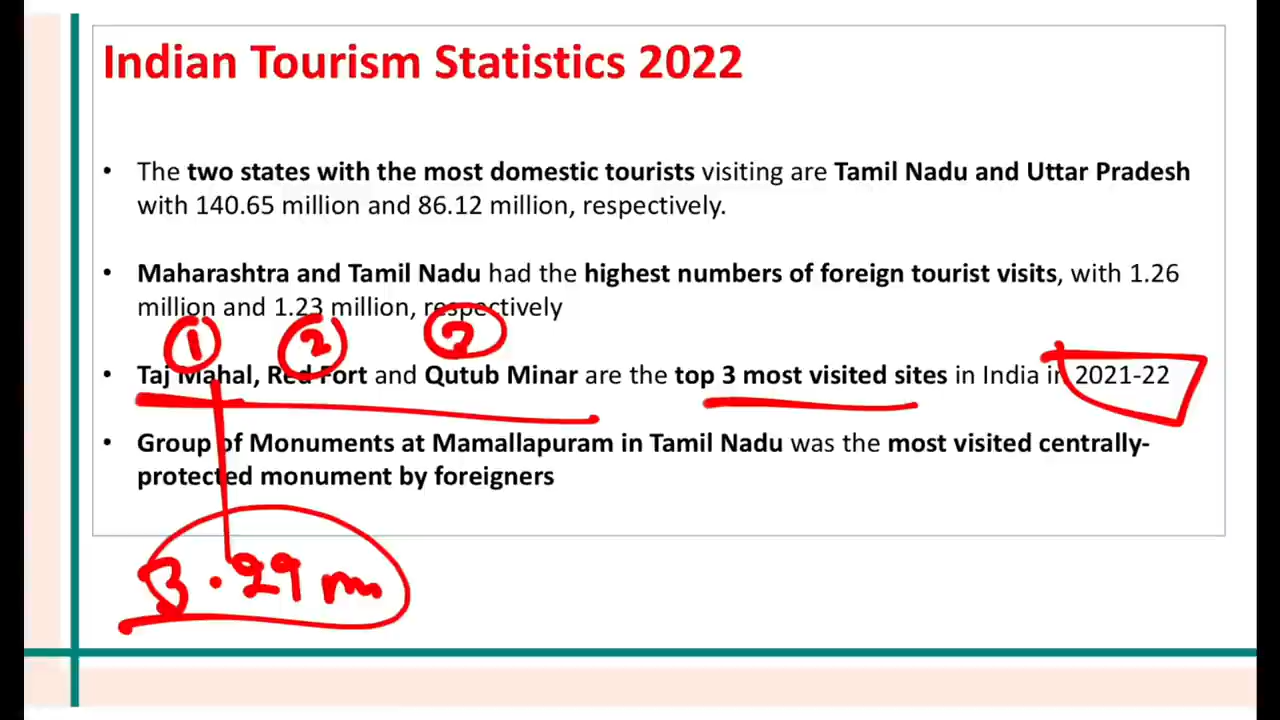 Indian Tourism Statistics 2022
• The two states with the most domestic tourists visiting are Tamil Nadu and Uttar Pradesh
with 140.65 million and 86.12 million, respectively.
• Maharashtra and Tamil Nadu had the highest numbers of foreign tourist visits, with 1.26
million and 1.23 million, respectively
1 2 3
• Taj Mahal, Red Fort and Qutub Minar are the top 3 most visited sites in India in 2021-22
• Group of Monuments at Mamallapuram in Tamil Nadu was the most visited centrally-
protected monument by foreigners
3.29 m